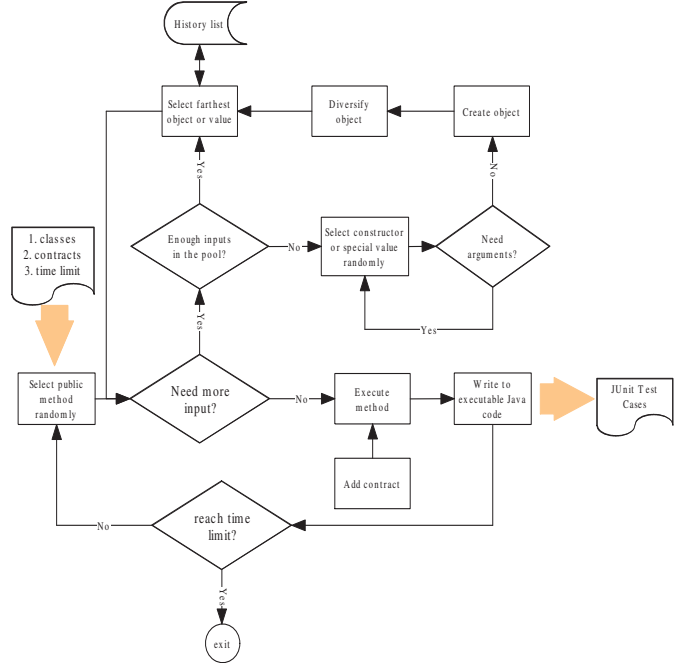 History list
Select farthest
object or value
Diversify
object
Create object
Yes
No
1. classes
2. contracts
3. time limit
Enough inputs
in the pool?
No
Select constructor
or special value
randomly
Need
arguments?
Yes
Yes
Select public
method
randomly
Need more
input?
No
Execute
method
Write to
executable Java
code
JUnit Test
Cases
Add contract
reach time
limit?
No
Yes
exit